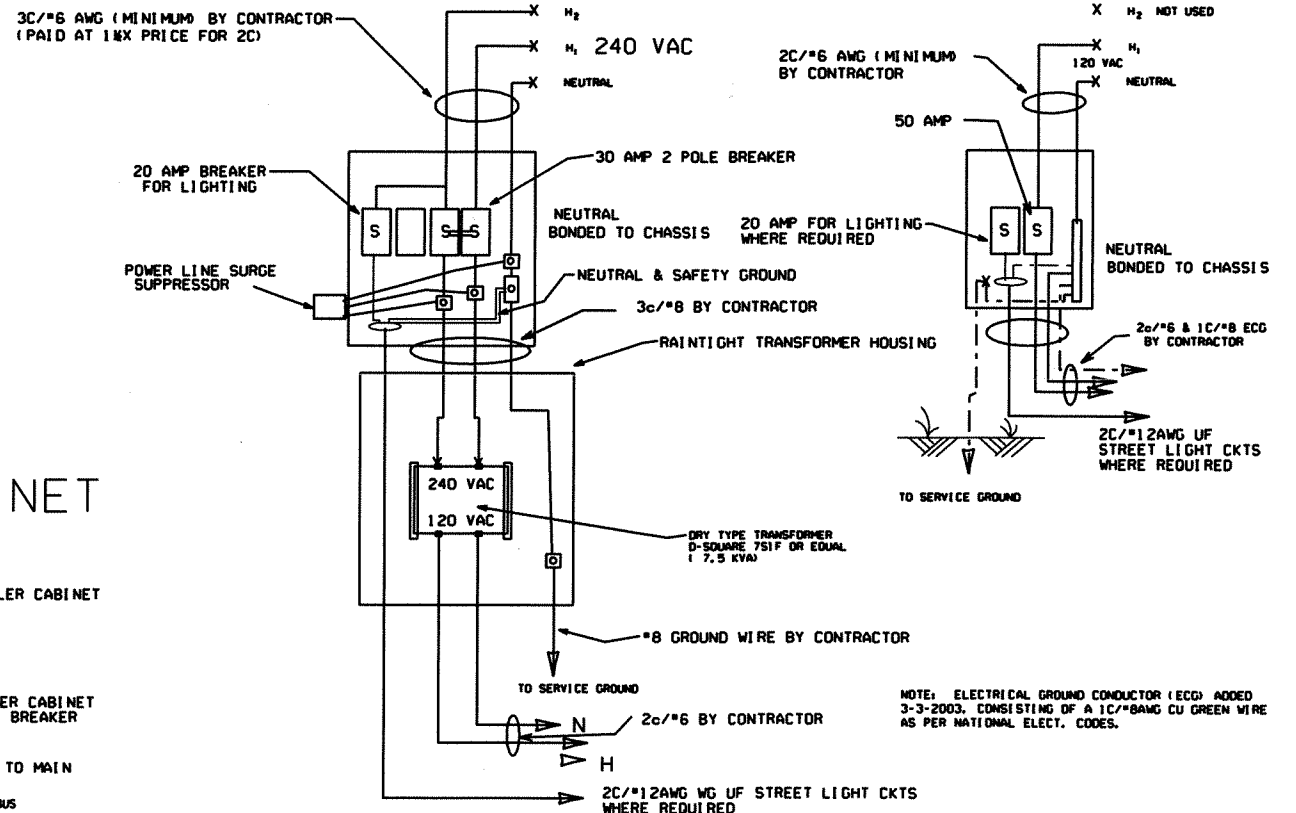 3C/#6 AWG (MINIMUM) BY CONTRACTOR
(PAID AT PRICE FOR 2C)
H₂
H₁ 240 VAC
NEUTRAL
20 AMP BREAKER
FOR LIGHTING
30 AMP 2 POLE BREAKER
S
S
S
NEUTRAL
BONDED TO CHASSIS
POWER LINE SURGE
SUPPRESSOR
NEUTRAL & SAFETY GROUND
3c/#8 BY CONTRACTOR
RAINTIGHT TRANSFORMER HOUSING
240 VAC
120 VAC
DRY TYPE TRANSFORMER
D-SQUARE 7S1F OR EQUAL
( 7.5 KVA)
#8 GROUND WIRE BY CONTRACTOR
TO SERVICE GROUND
N
2c/#6 BY CONTRACTOR
H
2C/#12AWG WG UF STREET LIGHT CKTS
WHERE REQUIRED
H₂ NOT USED
H₁
120 VAC
NEUTRAL
2C/#6 AWG (MINIMUM)
BY CONTRACTOR
50 AMP
S
S
20 AMP FOR LIGHTING
WHERE REQUIRED
NEUTRAL
BONDED TO CHASSIS
2c/#6 & 1C/#8 ECG
BY CONTRACTOR
2C/#12AWG UF
STREET LIGHT CKTS
WHERE REQUIRED
TO SERVICE GROUND
NOTE: ELECTRICAL GROUND CONDUCTOR (ECG) ADDED
3-3-2003. CONSISTING OF A 1C/#8AWG CU GREEN WIRE
AS PER NATIONAL ELECT. CODES.
NET
LER CABINET
ER CABINET
BREAKER
TO MAIN
BUS